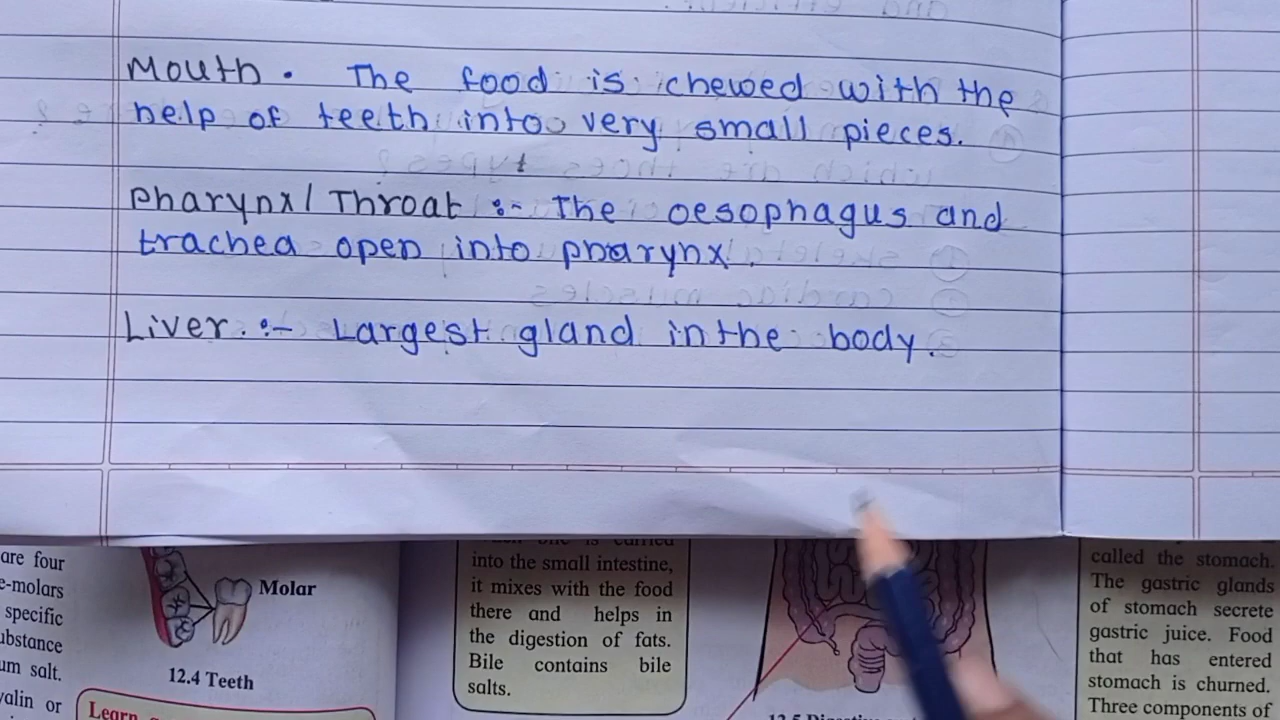 Mouth. The food is chewed with the
help of teeth into very small pieces.
Pharynx/Throat :- The oesophagus and
trachea open into pharynx.
Liver. :- Largest gland in the body.
are four
e-molars
specific
ubstance
um salt.
yalin or
Molar
12.4 Teeth
Learn
into the small intestine,
it mixes with the food
there and helps in
the digestion of fats.
Bile contains bile
salts.
called the stomach.
The gastric glands
of stomach secrete
gastric juice. Food
that has entered
stomach is churned.
Three components of